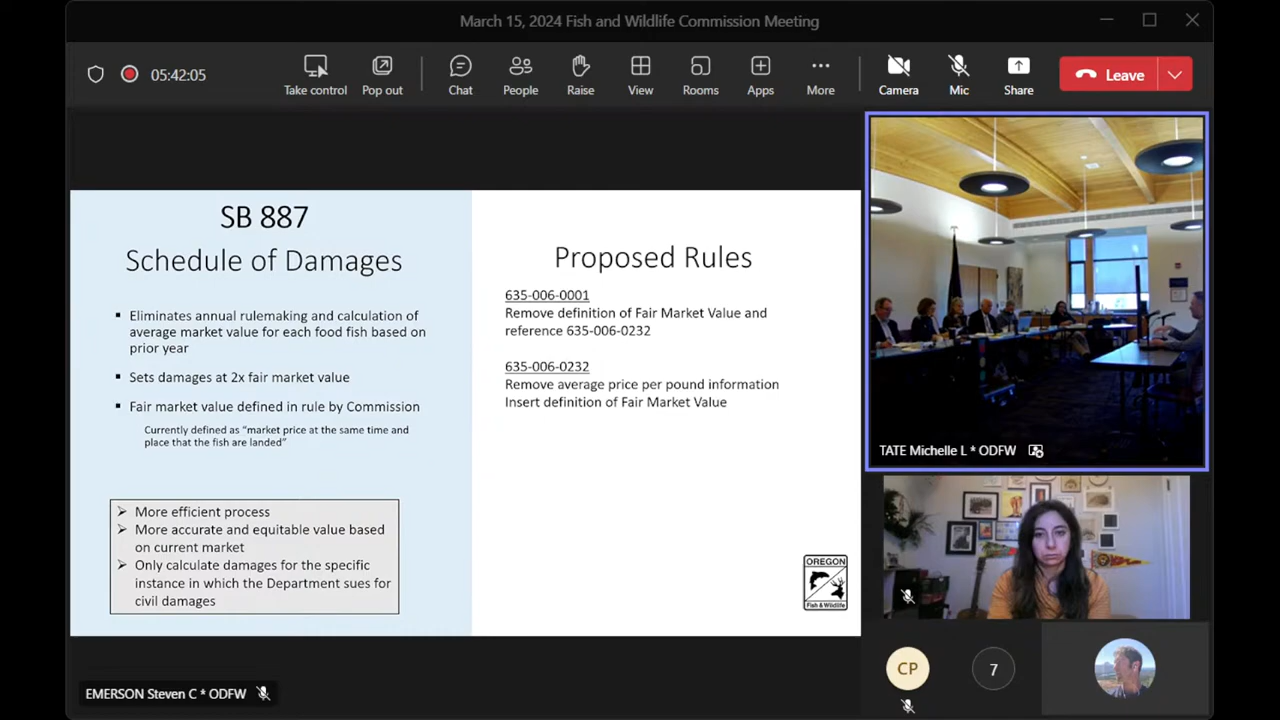 March 15, 2024 Fish and Wildlife Commission Meeting
05:42:05
Take control
Pop out
Chat
People
Raise
View
Rooms
Apps
More
Camera
Mic
Share
Leave
SB 887
Schedule of Damages
Eliminates annual rulemaking and calculation of
average market value for each food fish based on
prior year
Sets damages at 2x fair market value
Fair market value defined in rule by Commission
Currently defined as “market price at the same time and
place that the fish are landed”
More efficient process
More accurate and equitable value based
on current market
Only calculate damages for the specific
instance in which the Department sues for
civil damages
Proposed Rules
635-006-0001
Remove definition of Fair Market Value and
reference 635-006-0232
635-006-0232
Remove average price per pound information
Insert definition of Fair Market Value
OREGON
Fish & Wildlife
TATE Michelle L * ODFW
CP
7
EMERSON Steven C * ODFW